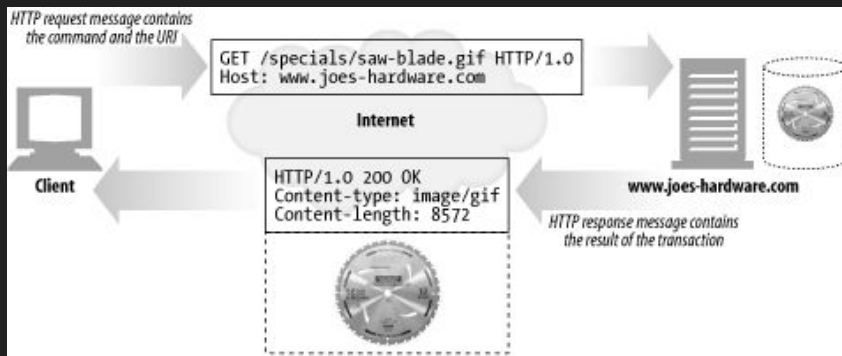 HTTP request message contains
the command and the URI
GET /specials/saw-blade.gif HTTP/1.0
Host: www.joes-hardware.com
Internet
Client
www.joes-hardware.com
HTTP/1.0 200 OK
Content-type: image/gif
Content-length: 8572
HTTP response message contains
the result of the transaction